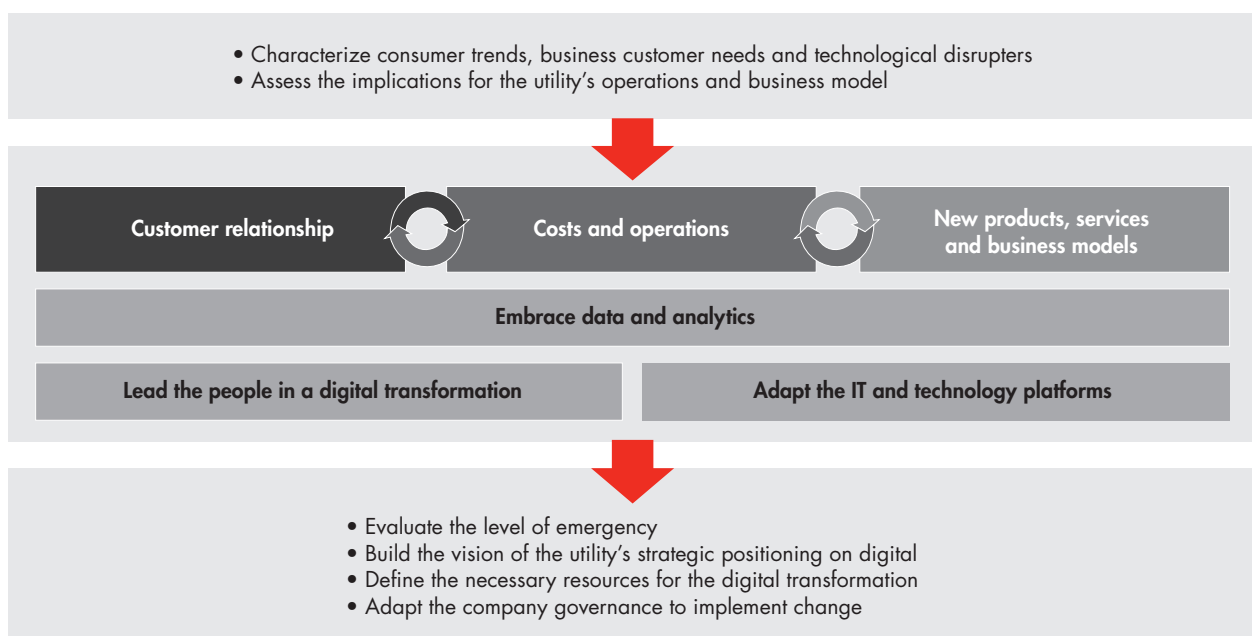 • Characterize consumer trends, business customer needs and technological disrupters
• Assess the implications for the utility’s operations and business model
Customer relationship
Costs and operations
New products, services
and business models
Embrace data and analytics
Lead the people in a digital transformation
Adapt the IT and technology platforms
• Evaluate the level of emergency
• Build the vision of the utility’s strategic positioning on digital
• Define the necessary resources for the digital transformation
• Adapt the company governance to implement change